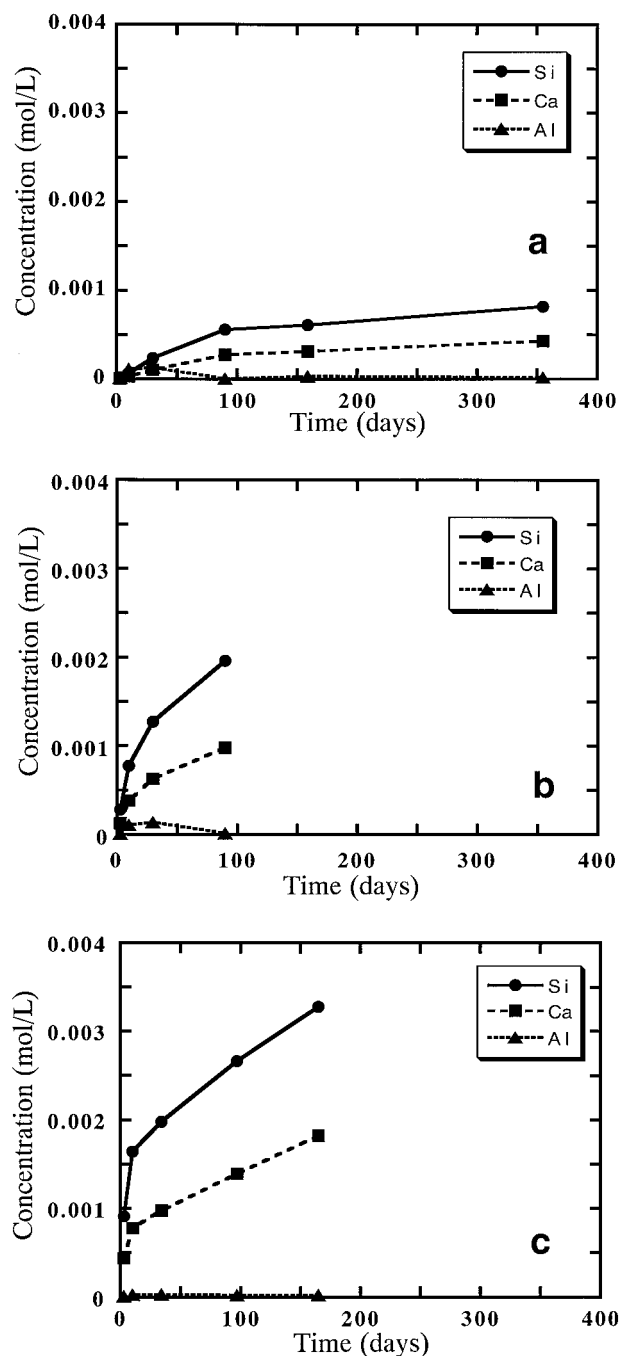 0.004
0.003
0.002
0.001
0
Concentration (mol/L)
Si
Ca
Al
a
0 100 200 300 400
Time (days)
0.004
0.003
0.002
0.001
0
Concentration (mol/L)
Si
Ca
Al
b
0 100 200 300 400
Time (days)
0.004
0.003
0.002
0.001
0
Concentration (mol/L)
Si
Ca
Al
c
0 100 200 300 400
Time (days)